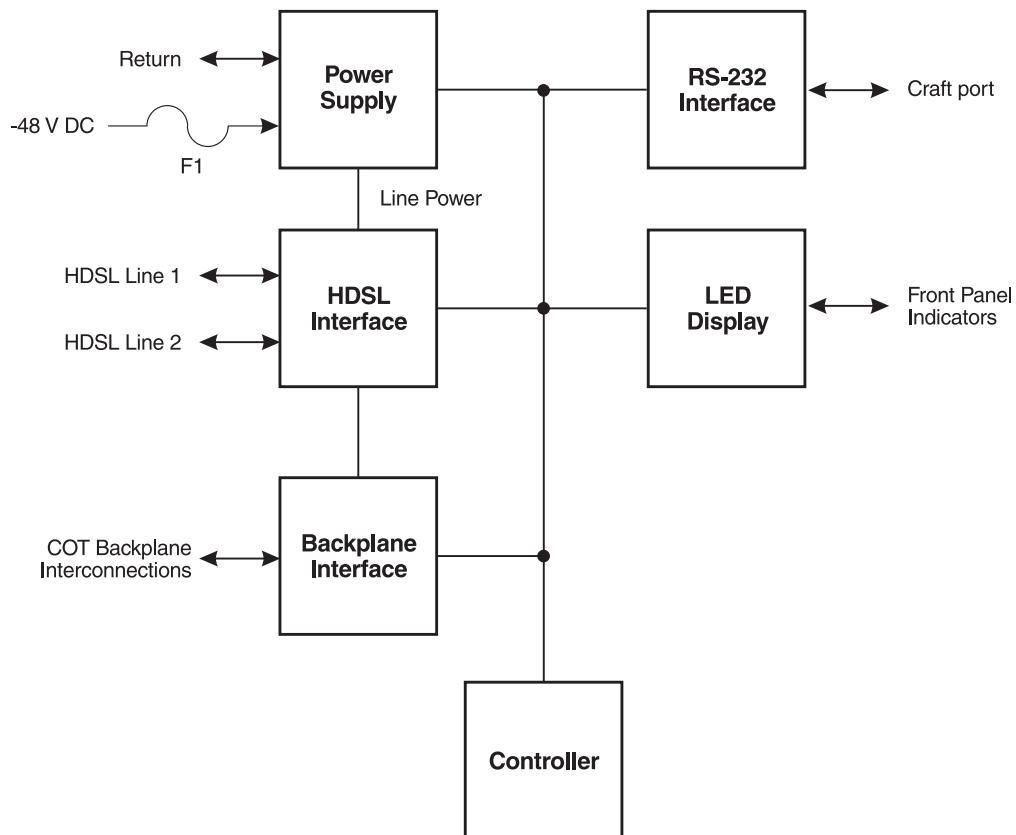 Return
-48 V DC
F1
Power
Supply
RS-232
Interface
Craft port
Line Power
HDSL Line 1
HDSL Line 2
HDSL
Interface
LED
Display
Front Panel
Indicators
COT Backplane
Interconnections
Backplane
Interface
Controller